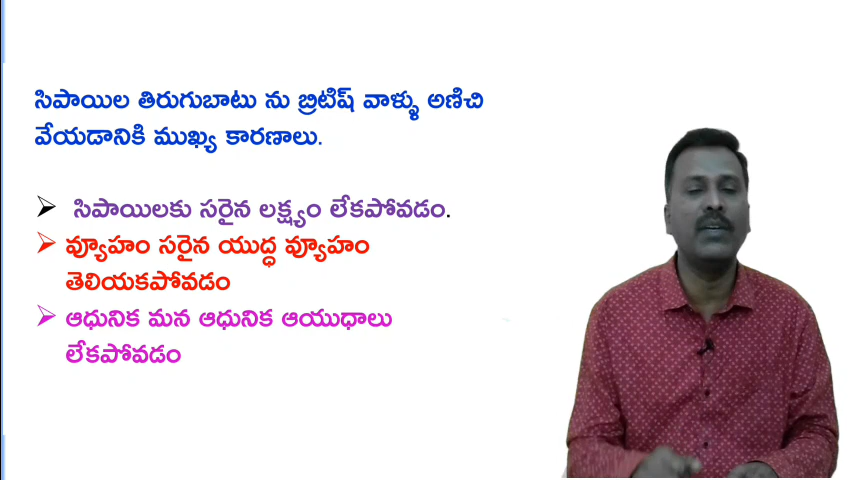 సిపాయిల తిరుగుబాటు ను బ్రిటిష్ వాళ్ళు అణిచి
వేయడానికి ముఖ్య కారణాలు.
సిపాయిలకు సరైన లక్ష్యం లేకపోవడం.
వ్యూహం సరైన యుద్ధ వ్యూహం
తెలియకపోవడం
ఆధునిక మన ఆధునిక ఆయుధాలు
లేకపోవడం